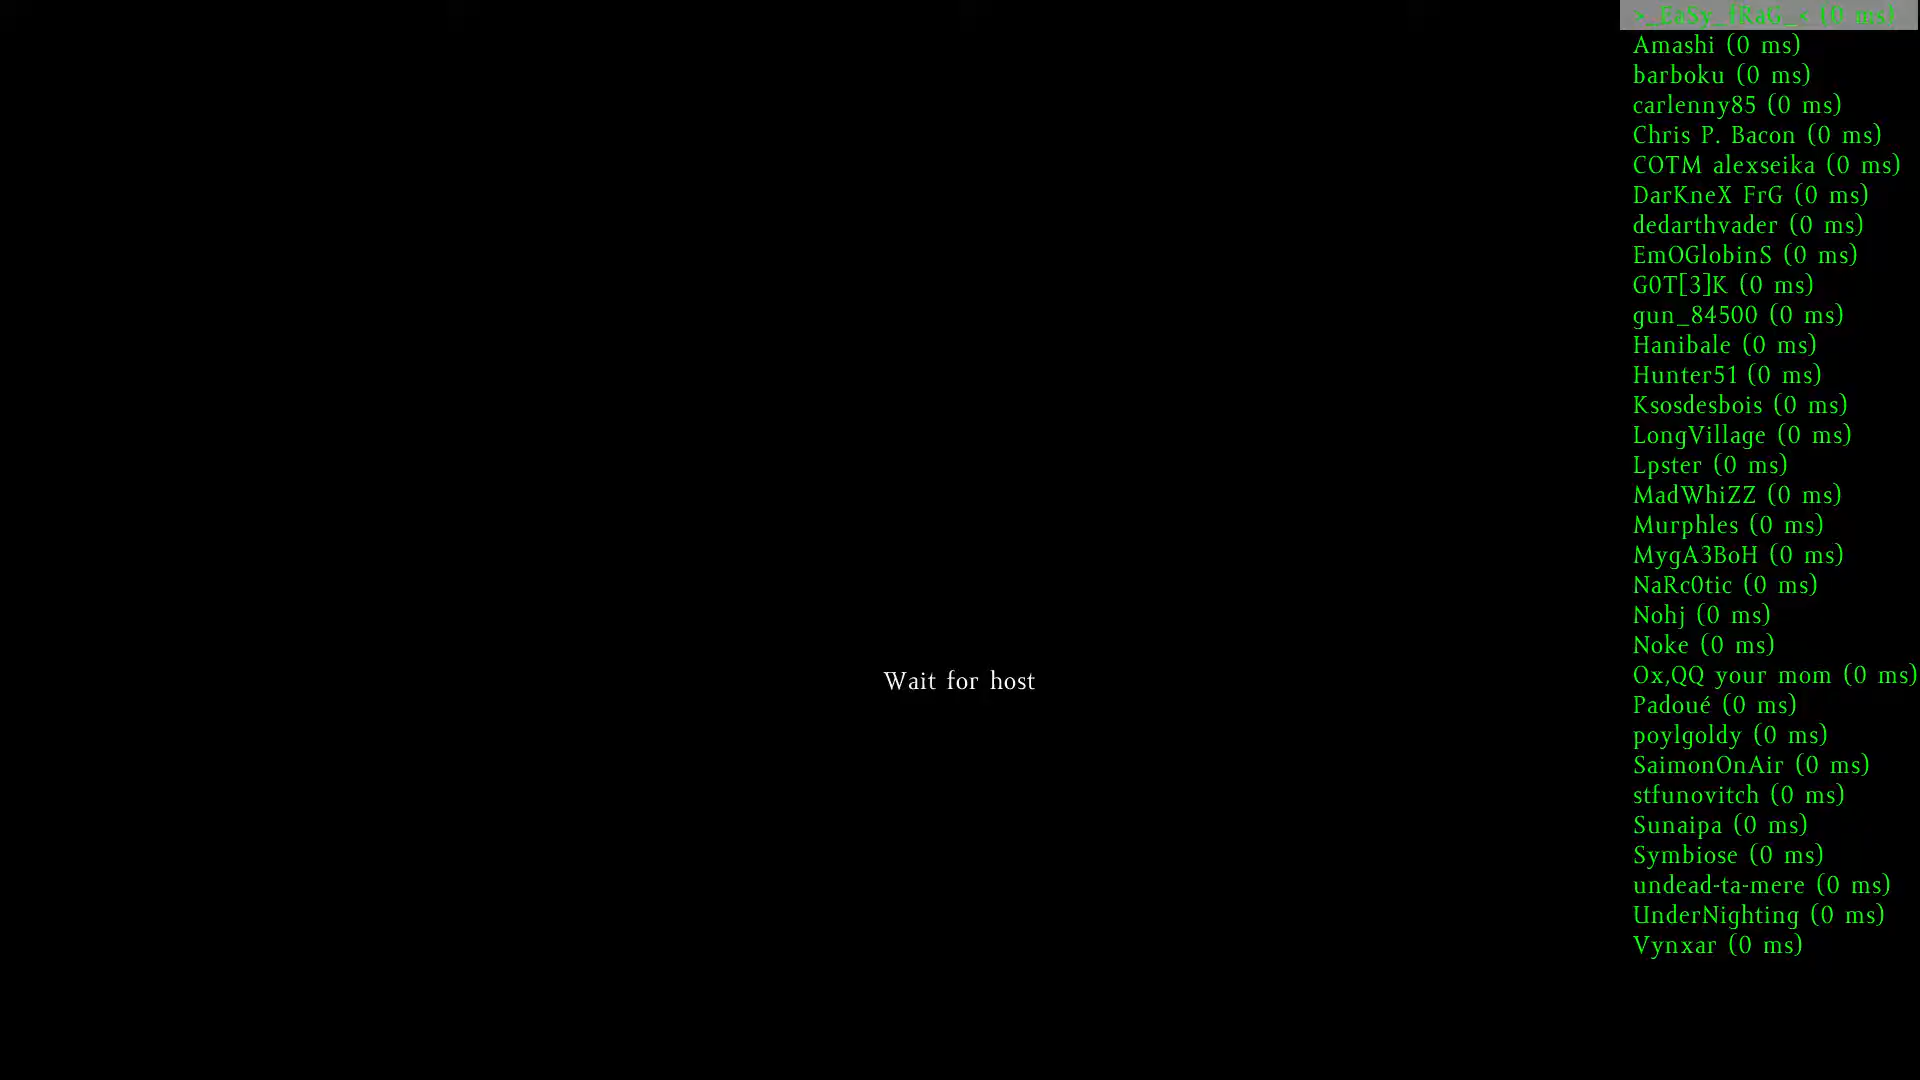 >_Ea5y_fRaG_< (0 ms)
Amashi (0 ms)
barboku (0 ms)
carlenny85 (0 ms)
Chris P. Bacon (0 ms)
COTM alexseika (0 ms)
DarKneX FrG (0 ms)
dedarthvader (0 ms)
EmOGlobinS (0 ms)
G0T[3]K (0 ms)
gun_84500 (0 ms)
Hanibale (0 ms)
Hunter51 (0 ms)
Ksosdesbois (0 ms)
LongVillage (0 ms)
Lpster (0 ms)
MadWhiZZ (0 ms)
Murphles (0 ms)
MygA3BoH (0 ms)
NaRc0tic (0 ms)
Nohj (0 ms)
Noke (0 ms)
Ox,QQ your mom (0 ms)
Padoué (0 ms)
poylgoldy (0 ms)
SaimonOnAir (0 ms)
stfunovitch (0 ms)
Sunaipa (0 ms)
Symbiose (0 ms)
undead-ta-mere (0 ms)
UnderNighting (0 ms)
Vynxar (0 ms)
Wait for host